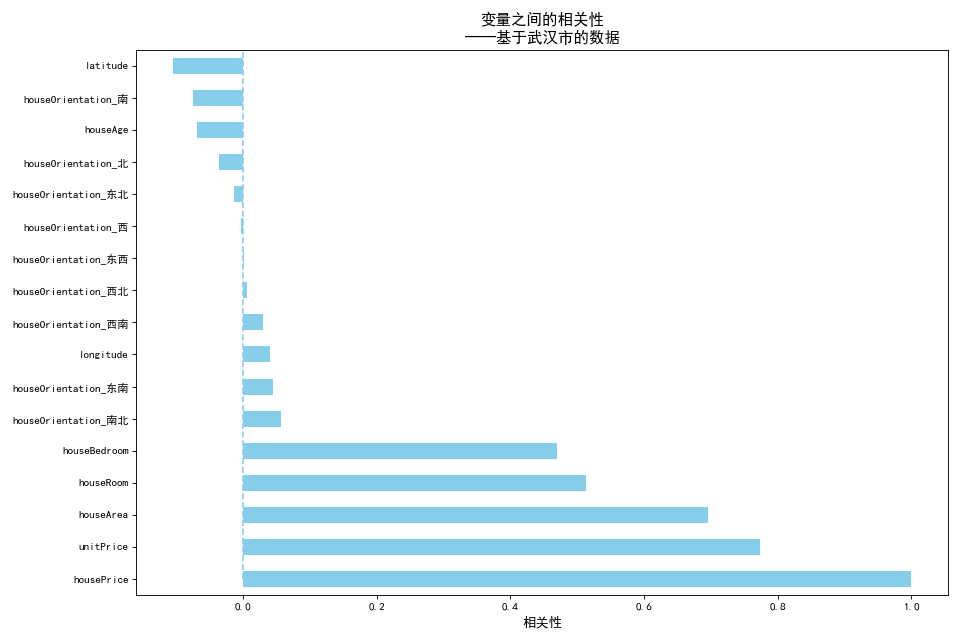 变量之间的相关性
——基于武汉市的数据
latitude
houseOrientation_南
houseAge
houseOrientation_北
houseOrientation_东北
houseOrientation_西
houseOrientation_东西
houseOrientation_西北
houseOrientation_西南
longitude
houseOrientation_东南
houseOrientation_南北
houseBedroom
houseRoom
houseArea
unitPrice
housePrice
0.0 0.2 0.4 0.6 0.8 1.0
相关性